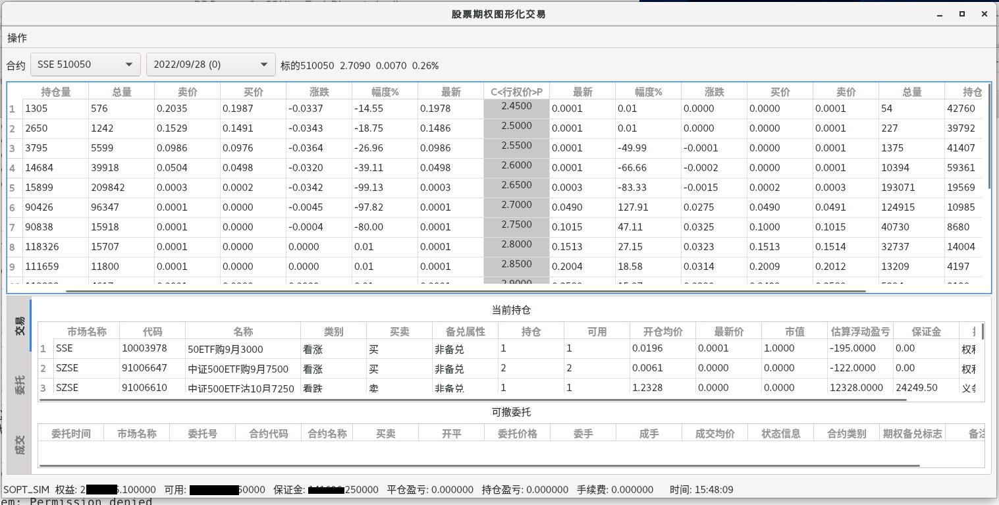 股票期权图形化交易
操作
合约 SSE 510050 2022/09/28 (0) 标的510050 2.7090 0.0070 0.26%
持仓量 总量 卖价 买价 涨跌 幅度% 最新 C<行权价>P 最新 幅度% 涨跌 买价 卖价 总量 持仓
1 1305 576 0.2035 0.1987 -0.0337 -14.55 0.1978 2.4500 0.0001 0.01 0.0000 0.0000 0.0001 54 42760
2 2650 1242 0.1529 0.1491 -0.0343 -18.75 0.1486 2.5000 0.0001 0.01 0.0000 0.0000 0.0001 227 39792
3 3795 5599 0.0986 0.0976 -0.0364 -26.96 0.0986 2.5500 0.0001 -49.99 -0.0001 0.0000 0.0001 1375 41407
4 14684 39918 0.0504 0.0498 -0.0320 -39.11 0.0498 2.6000 0.0001 -66.66 -0.0002 0.0000 0.0001 10394 59361
5 15899 209842 0.0003 0.0002 -0.0342 -99.13 0.0003 2.6500 0.0003 -83.33 -0.0015 0.0002 0.0003 193071 19569
6 90426 96347 0.0001 0.0000 -0.0045 -97.82 0.0001 2.7000 0.0490 127.91 0.0275 0.0490 0.0491 124915 10985
7 90838 15918 0.0001 0.0000 -0.0004 -80.00 0.0001 2.7500 0.1015 47.11 0.0325 0.1000 0.1015 40730 8680
8 118326 15707 0.0001 0.0000 0.0000 0.01 0.0001 2.8000 0.1513 27.15 0.0323 0.1513 0.1514 32737 14004
9 111659 11800 0.0001 0.0000 0.0000 0.01 0.0001 2.8500 0.2004 18.58 0.0314 0.2009 0.2012 13209 4197
2.9000
交易
委托
成交
当前持仓
市场名称 代码 名称 类别 买卖 备兑属性 持仓 可用 开仓均价 最新价 市值 估算浮动盈亏 保证金
1 SSE 10003978 50ETF购9月3000 看涨 买 非备兑 1 1 0.0196 0.0001 1.0000 -195.0000 0.00 权利
2 SZSE 91006647 中证500ETF购9月7500 看涨 买 非备兑 2 2 0.0061 0.0000 0.0000 -122.0000 0.00 权利
3 SZSE 91006610 中证500ETF沽10月7250 看跌 卖 非备兑 1 1 1.2328 0.0000 0.0000 12328.0000 24249.50 义务
可撤委托
委托时间 市场名称 委托号 合约代码 合约名称 买卖 开平 委托价格 委手 成手 成交均价 状态信息 合约类别 期权备兑标志 备注
SOPT_SIM 权益: 2 5.100000 可用: 50000 保证金: .250000 平仓盈亏: 0.000000 持仓盈亏: 0.000000 手续费: 0.000000 时间: 15:48:09
em: Permission denied